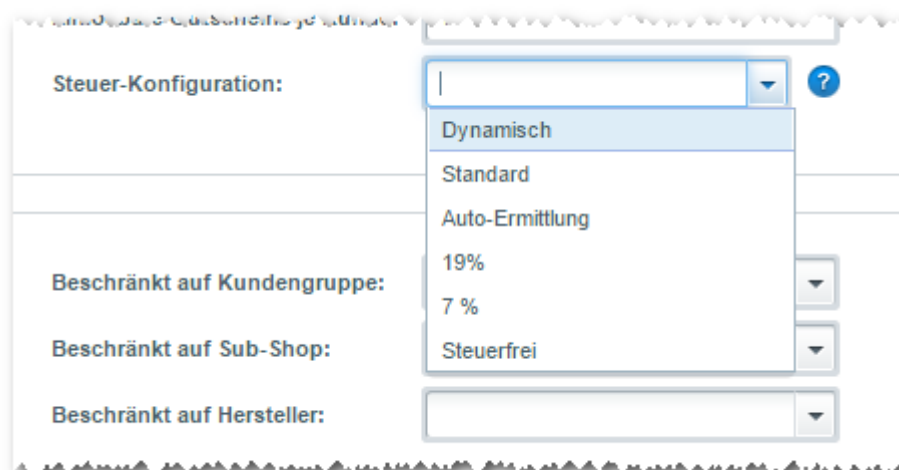 Steuer-Konfiguration:
?
Dynamisch
Standard
Auto-Ermittlung
19%
7 %
Steuerfrei
Beschränkt auf Kundengruppe:
Beschränkt auf Sub-Shop:
Beschränkt auf Hersteller: